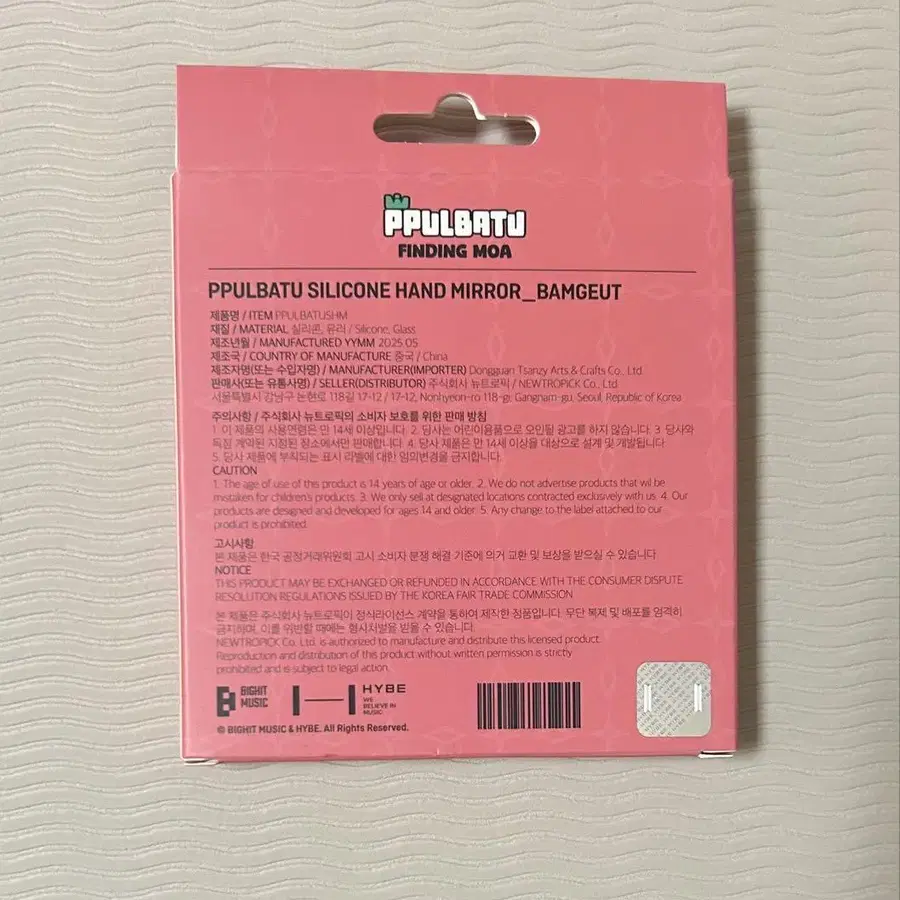 PPULBATU
FINDING MOA
PPULBATU SILICONE HAND MIRROR_BAMGEUT
제품명 / ITEM PPULBATUSHM
재질 / MATERIAL 실리콘, 유리 / Silicone, Glass
제조년월 / MANUFACTURED YYMM 2025.05
제조국 / COUNTRY OF MANUFACTURE 중국 / China
제조자명(또는 수입자명) / MANUFACTURER(IMPORTER) Dongguan Tsanzy Arts & Crafts Co., Ltd.
판매사(또는 유통사명) / SELLER(DISTRIBUTOR) 주식회사 뉴트로픽 / NEWTROPICK Co., Ltd.
서울특별시 강남구 논현로 118길 17-12 / 17-12, Nonhyeon-ro 118-gi, Gangnam-gu, Seoul, Republic of Korea
주의사항 / 주식회사 뉴트로픽의 소비자 보호를 위한 판매 방침
1. 이 제품의 사용연령은 만 14세 이상입니다. 2. 당사는 어린이용품으로 오인될 광고를 하지 않습니다. 3. 당사와
독점 계약된 지정된 장소에서만 판매합니다. 4. 당사 제품은 만 14세 이상을 대상으로 설계 및 개발됩니다.
5. 당사 제품에 부착되는 표시 라벨에 대한 임의변경을 금지합니다.
CAUTION
1. The age of use of this product is 14 years of age or older. 2. We do not advertise products that wil be
mistaken for children's products. 3. We only sell at designated locations contracted exclusively with us. 4. Our
products are designed and developed for ages 14 and older. 5. Any change to the label attached to our
product is prohibited.
고시사항
본 제품은 한국 공정거래위원회 고시 소비자 분쟁 해결 기준에 의거 교환 및 보상을 받으실 수 있습니다.
NOTICE
THIS PRODUCT MAY BE EXCHANGED OR REFUNDED IN ACCORDANCE WITH THE CONSUMER DISPUTE
RESOLUTION REGULATIONS ISSUED BY THE KOREA FAIR TRADE COMMISSION
본 제품은 주식회사 뉴트로픽이 정식라이선스 계약을 통하여 제작한 정품입니다. 무단 복제 및 배포를 엄격히
금지하며, 이를 위반할 때에는 형사처벌을 받을 수 있습니다.
NEWTROPICK Co. Ltd. is authorized to manufacture and distribute this licensed product.
Reproduction and distribution of this product without written permission is strictly
prohibited and is subject to legal action.
BIGHIT
MUSIC
HYBE
WE
BELIEVE IN
MUSIC
© BIGHIT MUSIC & HYBE. All Rights Reserved.